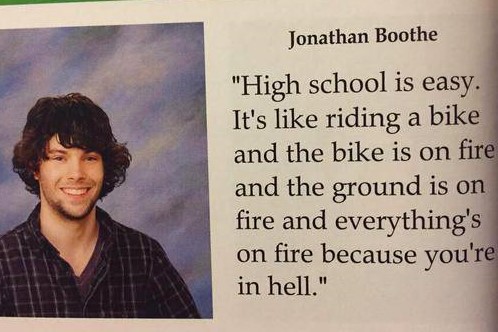 Jonathan Boothe
"High school is easy.
It's like riding a bike
and the bike is on fire
and the ground is on
fire and everything's
on fire because you're
in hell."